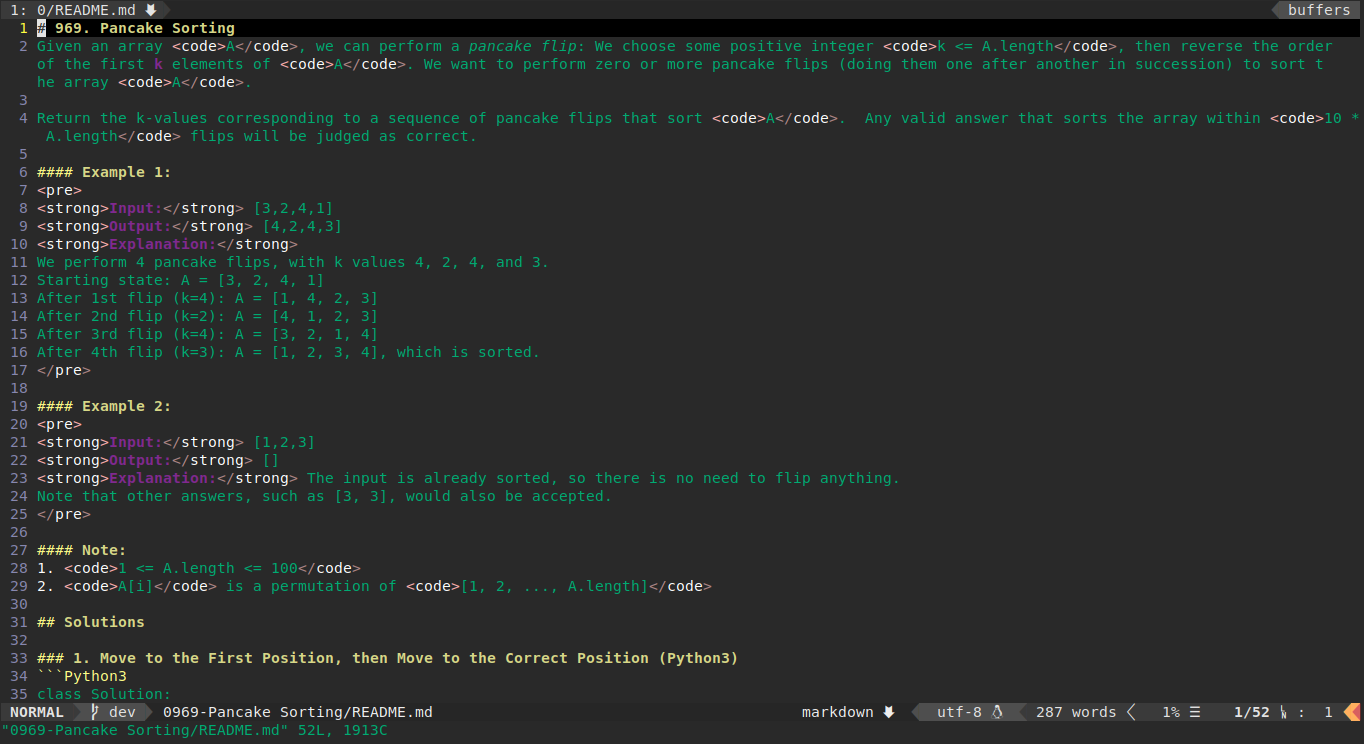 1: 0/README.md buffers
1 # 969. Pancake Sorting
2 Given an array <code>A</code>, we can perform a pancake flip: We choose some positive integer <code>k <= A.length</code>, then reverse the order
of the first k elements of <code>A</code>. We want to perform zero or more pancake flips (doing them one after another in succession) to sort t
he array <code>A</code>.
3
4 Return the k-values corresponding to a sequence of pancake flips that sort <code>A</code>.  Any valid answer that sorts the array within <code>10 *
A.length</code> flips will be judged as correct.
5
6 #### Example 1:
7 <pre>
8 <strong>Input:</strong> [3,2,4,1]
9 <strong>Output:</strong> [4,2,4,3]
10 <strong>Explanation:</strong>
11 We perform 4 pancake flips, with k values 4, 2, 4, and 3.
12 Starting state: A = [3, 2, 4, 1]
13 After 1st flip (k=4): A = [1, 4, 2, 3]
14 After 2nd flip (k=2): A = [4, 1, 2, 3]
15 After 3rd flip (k=4): A = [3, 2, 1, 4]
16 After 4th flip (k=3): A = [1, 2, 3, 4], which is sorted.
17 </pre>
18
19 #### Example 2:
20 <pre>
21 <strong>Input:</strong> [1,2,3]
22 <strong>Output:</strong> []
23 <strong>Explanation:</strong> The input is already sorted, so there is no need to flip anything.
24 Note that other answers, such as [3, 3], would also be accepted.
25 </pre>
26
27 #### Note:
28 1. <code>1 <= A.length <= 100</code>
29 2. <code>A[i]</code> is a permutation of <code>[1, 2, ..., A.length]</code>
30
31 ## Solutions
32
33 ### 1. Move to the First Position, then Move to the Correct Position (Python3)
34 ```Python3
35 class Solution:
NORMAL dev 0969-Pancake Sorting/README.md markdown utf-8 287 words 1% ☰ 1/52 : 1
"0969-Pancake Sorting/README.md" 52L, 1913C